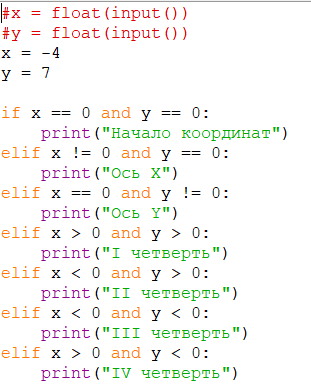 #x = float(input())
#y = float(input())
x = -4
y = 7

if x == 0 and y == 0:
    print("Начало координат")
elif x != 0 and y == 0:
    print("Ось X")
elif x == 0 and y != 0:
    print("Ось Y")
elif x > 0 and y > 0:
    print("I четверть")
elif x < 0 and y > 0:
    print("II четверть")
elif x < 0 and y < 0:
    print("III четверть")
elif x > 0 and y < 0:
    print("IV четверть")